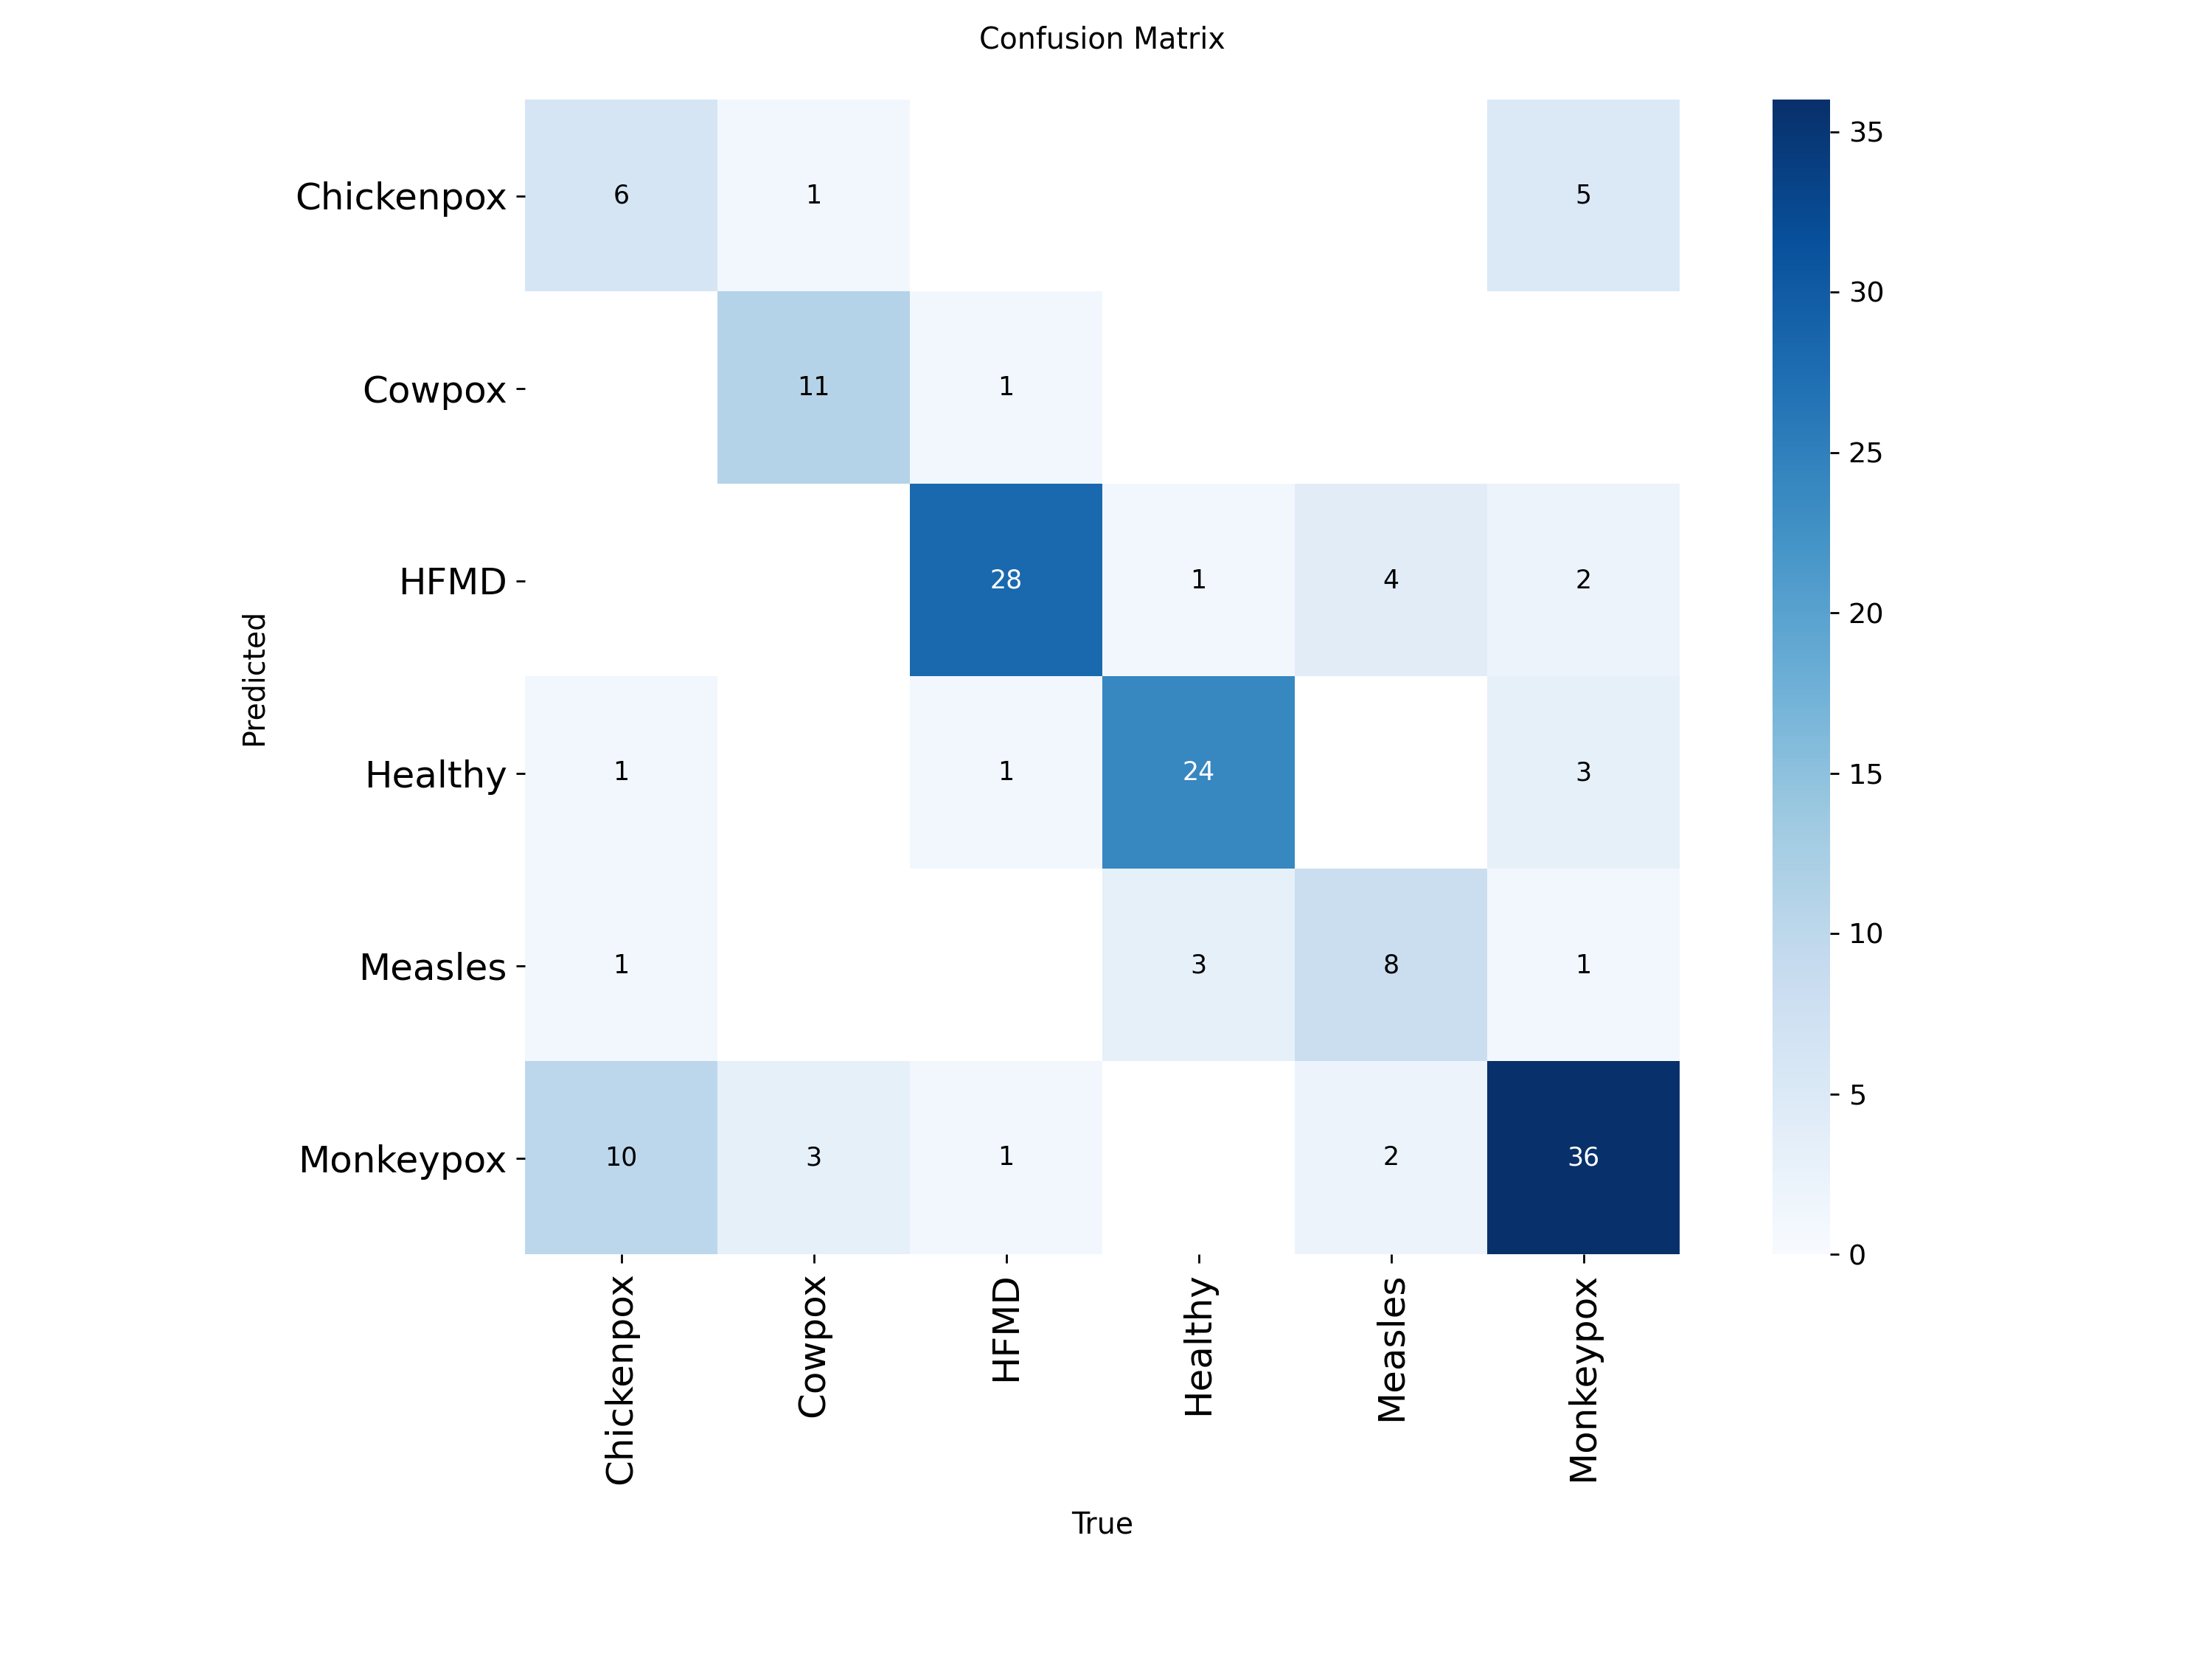 Confusion Matrix
Chickenpox 6 1 5
Cowpox 11 1
HFMD 28 1 4 2
Healthy 1 1 24 3
Measles 1 3 8 1
Monkeypox 10 3 1 2 36
Predicted
Chickenpox Cowpox HFMD Healthy Measles Monkeypox
True
35
30
25
20
15
10
5
0